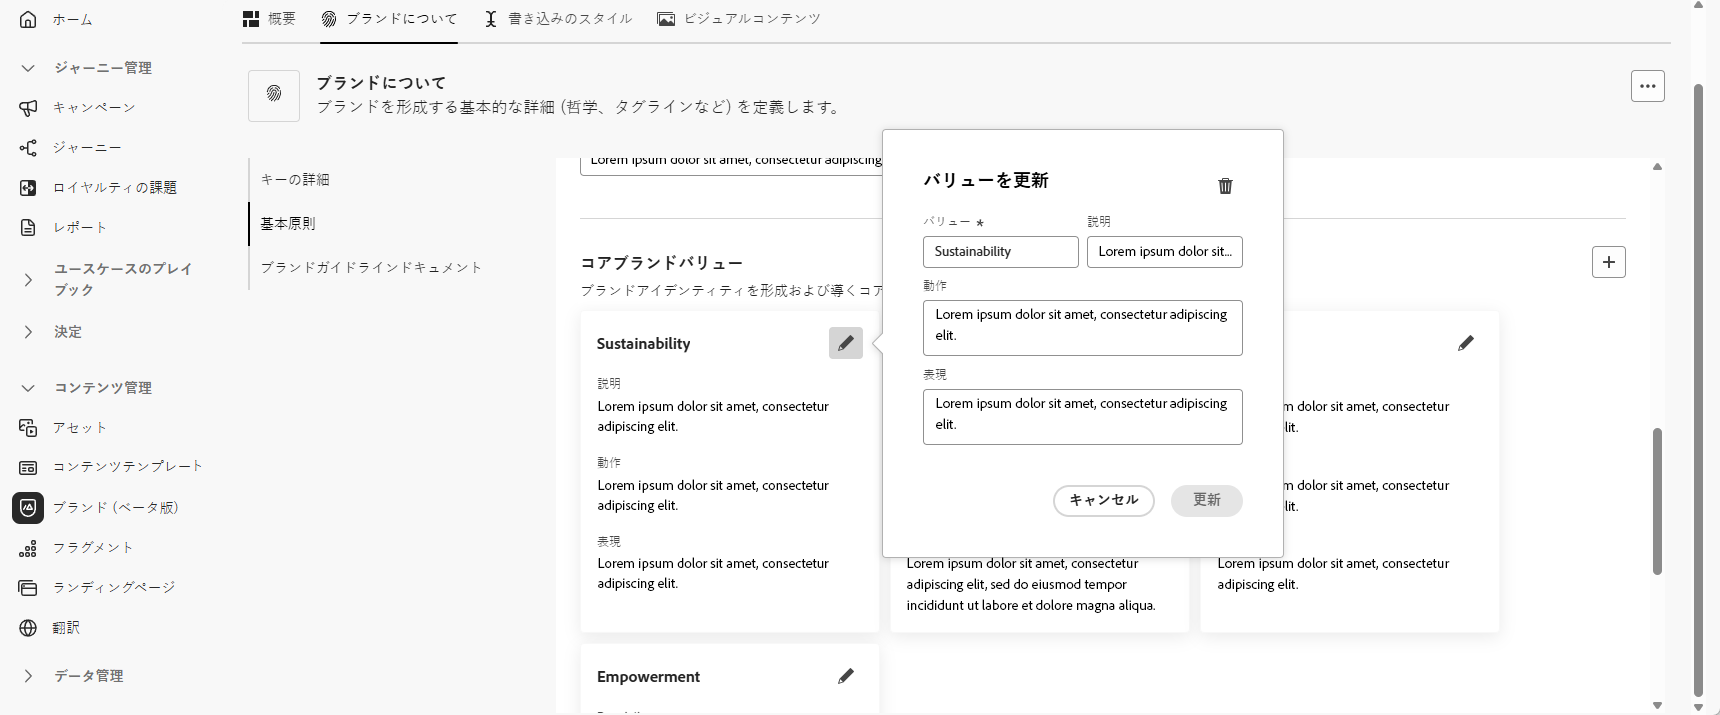 ホーム
ジャーニー管理
キャンペーン
ジャーニー
ロイヤルティの課題
レポート
ユースケースのプレイ
ブック
決定
コンテンツ管理
アセット
コンテンツテンプレート
ブランド (ベータ版)
フラグメント
ランディングページ
翻訳
データ管理
概要
ブランドについて
書き込みのスタイル
ビジュアルコンテンツ
ブランドについて
ブランドを形成する基本的な詳細 (哲学、タグラインなど) を定義します。
キーの詳細
基本原則
ブランドガイドラインドキュメント
Lorem ipsum dolor sit amet, consectetur adipiscing
コアブランドバリュー
ブランドアイデンティティを形成および導くコア
Sustainability
説明
Lorem ipsum dolor sit amet, consectetur
adipiscing elit.
動作
Lorem ipsum dolor sit amet, consectetur
adipiscing elit.
表現
Lorem ipsum dolor sit amet, consectetur
adipiscing elit.
バリューを更新
バリュー *
説明
Sustainability
Lorem ipsum dolor sit...
動作
Lorem ipsum dolor sit amet, consectetur adipiscing
elit.
表現
Lorem ipsum dolor sit amet, consectetur adipiscing
elit.
キャンセル
更新
Lorem ipsum dolor sit amet, consectetur
adipiscing elit, sed do eiusmod tempor
incididunt ut labore et dolore magna aliqua.
m dolor sit amet, consectetur
lit.
m dolor sit amet, consectetur
lit.
Lorem ipsum dolor sit amet, consectetur
adipiscing elit.
Empowerment